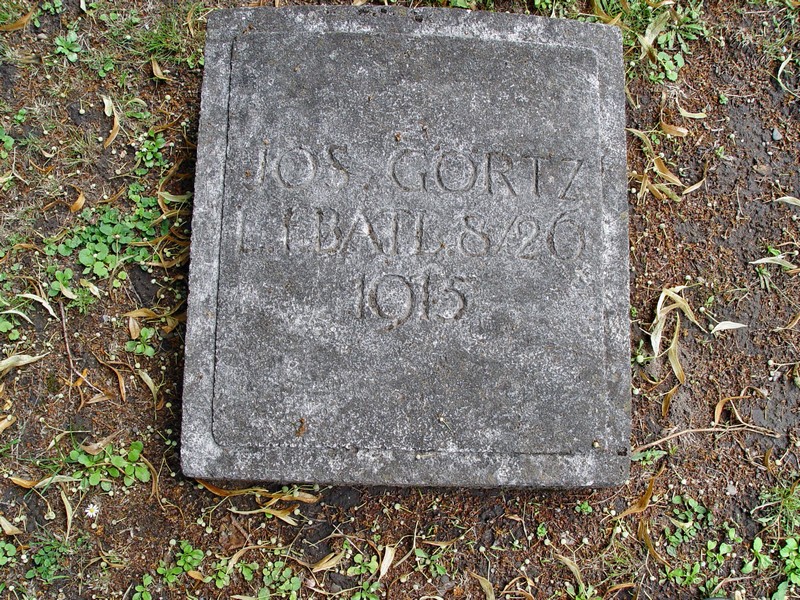 JOS. GÖRTZ
L. I. BATL. 8/26
1915